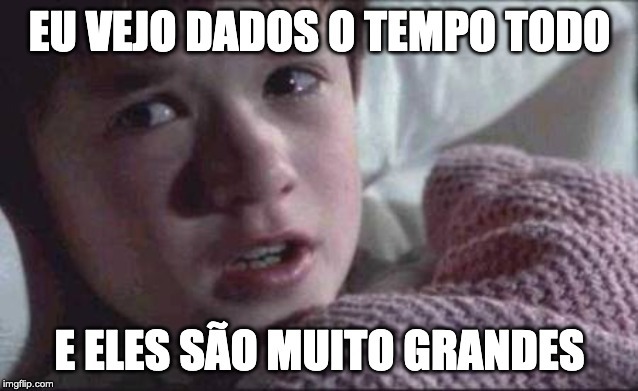 EU VEJO DADOS O TEMPO TODO
E ELES SÃO MUITO GRANDES
imgflip.com